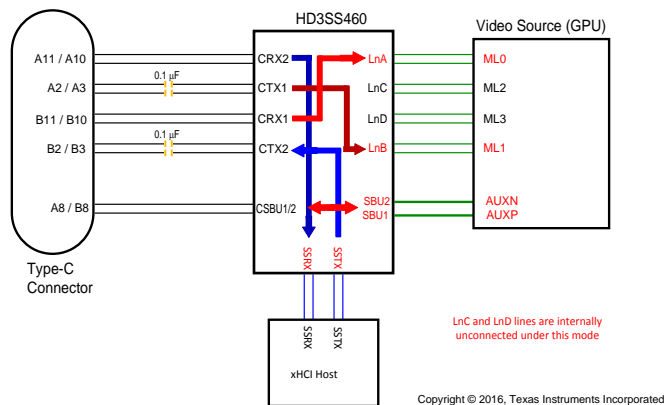 HD3SS460
Video Source (GPU)
A11 / A10
CRX2
LnA
ML0
0.1 µF
A2 / A3
CTX1
LnC
ML2
B11 / B10
CRX1
LnD
ML3
0.1 µF
B2 / B3
CTX2
LnB
ML1
A8 / B8
CSBU1/2
SBU2
AUXN
SBU1
AUXP
SSRX
SSTX
Type-C
Connector
SSRX
SSTX
xHCI Host
LnC and LnD lines are internally
unconnected under this mode
Copyright © 2016, Texas Instruments Incorporated